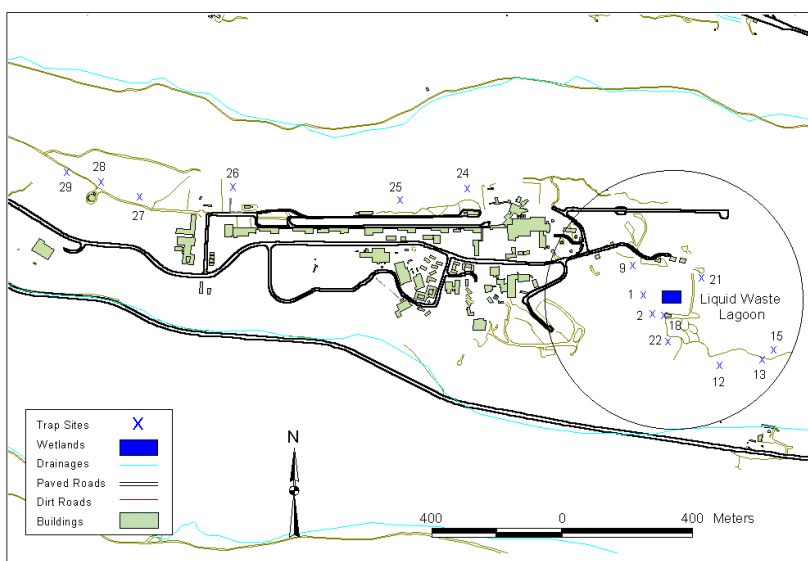 28
29
27
26
25
24
9
21
1
Liquid Waste
Lagoon
2
18
22
15
13
12
Trap Sites X
Wetlands
Drainages
Paved Roads
Dirt Roads
Buildings
N
400 0 400 Meters